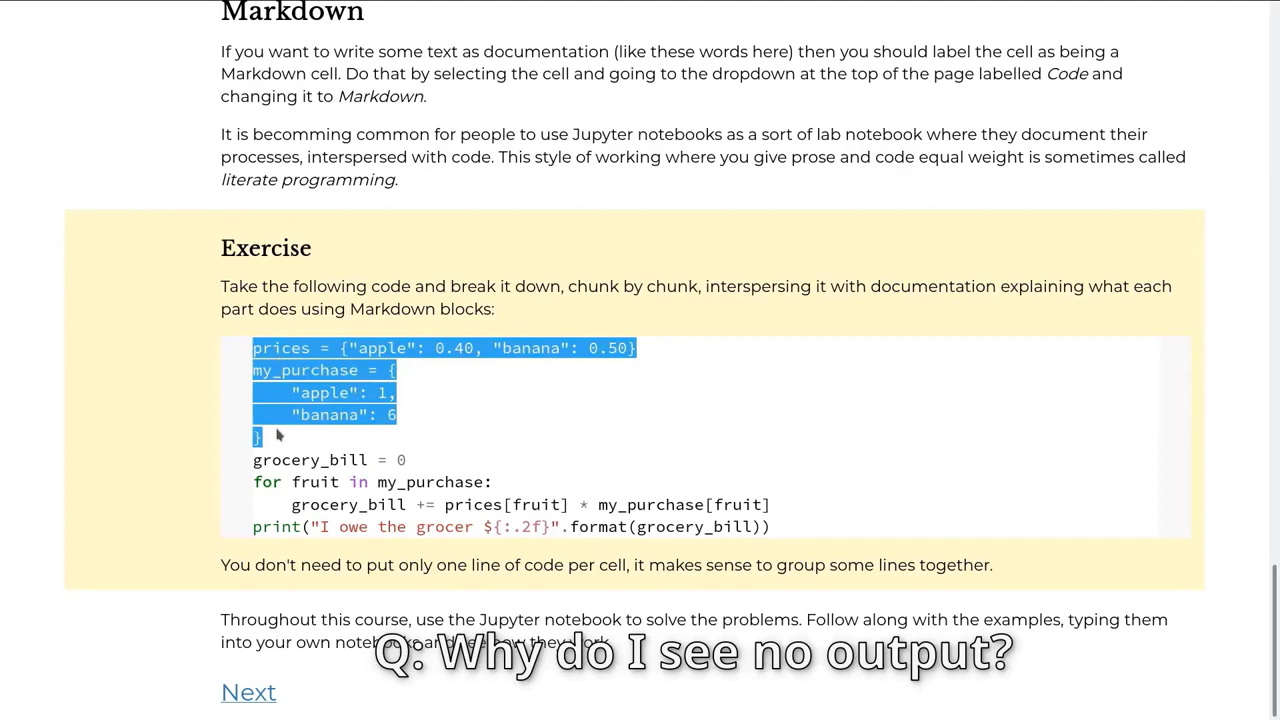 Markdown
If you want to write some text as documentation (like these words here) then you should label the cell as being a
Markdown cell. Do that by selecting the cell and going to the dropdown at the top of the page labelled Code and
changing it to Markdown.
It is becomming common for people to use Jupyter notebooks as a sort of lab notebook where they document their
processes, interspersed with code. This style of working where you give prose and code equal weight is sometimes called
literate programming.
Exercise
Take the following code and break it down, chunk by chunk, interspersing it with documentation explaining what each
part does using Markdown blocks:
prices = {"apple": 0.40, "banana": 0.50}
my_purchase = {
    "apple": 1,
    "banana": 6
}
grocery_bill = 0
for fruit in my_purchase:
    grocery_bill += prices[fruit] * my_purchase[fruit]
print("I owe the grocer ${:.2f}".format(grocery_bill))
You don't need to put only one line of code per cell, it makes sense to group some lines together.
Throughout this course, use the Jupyter notebook to solve the problems. Follow along with the examples, typing them
into your own notebooks and see how they work.
Q: Why do I see no output?
Next